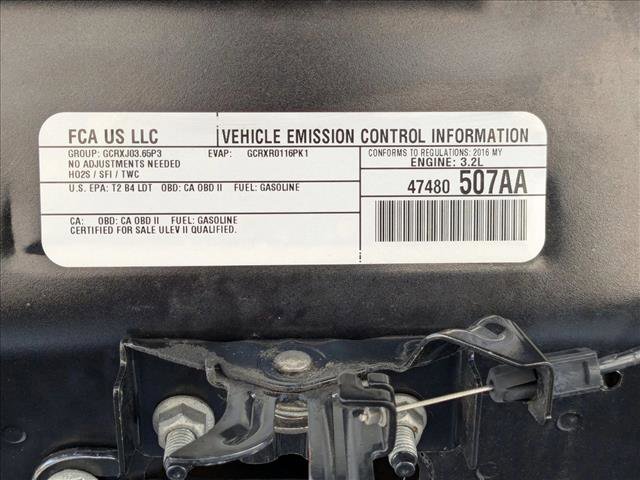 FCA US LLC
VEHICLE EMISSION CONTROL INFORMATION
GROUP: GCRXJ03.65P3 EVAP: GCRXR0116PK1
NO ADJUSTMENTS NEEDED
HO2S / SFI / TWC
CONFORMS TO REGULATIONS: 2016 MY
ENGINE: 3.2L
U.S. EPA: T2 B4 LDT OBD: CA OBD II FUEL: GASOLINE
47480 507AA
CA: OBD: CA OBD II FUEL: GASOLINE
CERTIFIED FOR SALE ULEV II QUALIFIED.